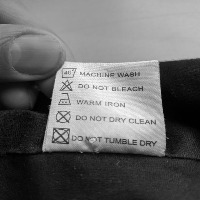 40° MACHINE WASH
DO NOT BLEACH
WARM IRON
DO NOT DRY CLEAN
DO NOT TUMBLE DRY